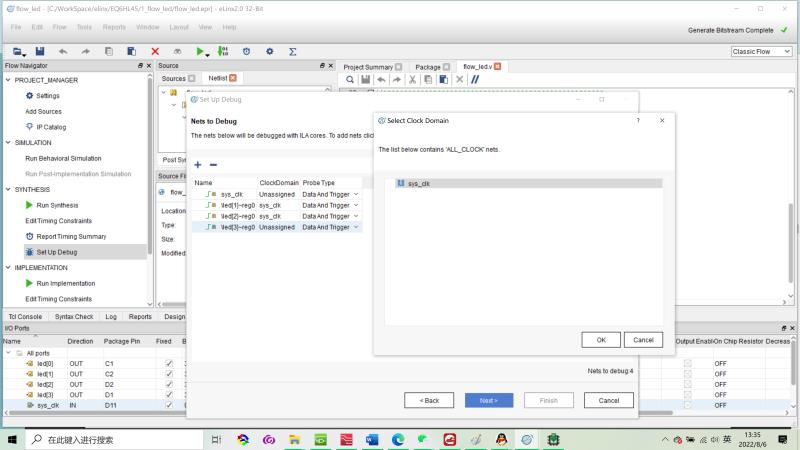 flow_led - [C:/WorkSpace/elinx/EQ6HL45/1_flow_led/flow_led.epr] - eLinx2.0 32-Bit
File Edit Flow Tools Reports Window Layout View Help
Generate Bitstream Complete
Classic Flow
Flow Navigator
PROJECT_MANAGER
Settings
Add Sources
IP Catalog
SIMULATION
Run Behavioral Simulation
Run Post-Implementation Simulation
SYNTHESIS
Run Synthesis
Edit Timing Constraints
Report Timing Summary
Set Up Debug
IMPLEMENTATION
Run Implementation
Edit Timing Constraints
Source
Sources Netlist
Post Sy
Source Fi
flow_
Location
Type:
Size:
Modified:
Project Summary Package flow_led.v
Set Up Debug
Nets to Debug
The nets below will be debugged with ILA cores. To add nets clic
Name ClockDomain Probe Type
sys_clk Unassigned Data And Trigger
\led[1]~reg0 sys_clk Data And Trigger
\led[2]~reg0 sys_clk Data And Trigger
\led[3]~reg0 Unassigned Data And Trigger
Nets to debug:4
< Back Next > Finish Cancel
Select Clock Domain
The list below contains 'ALL_CLOCK' nets.
sys_clk
OK Cancel
Tcl Console Syntax Check Log Reports Design
I/O Ports
Name Direction Package Pin Fixed B Output Enabl On Chip Resistor Decreas
All ports
led[0] OUT C1 OFF
led[1] OUT C2 OFF
led[2] OUT D2 OFF
led[3] OUT D1 OFF
sys_clk IN D11 OFF
在此键入进行搜索
英
13:35
2022/8/6